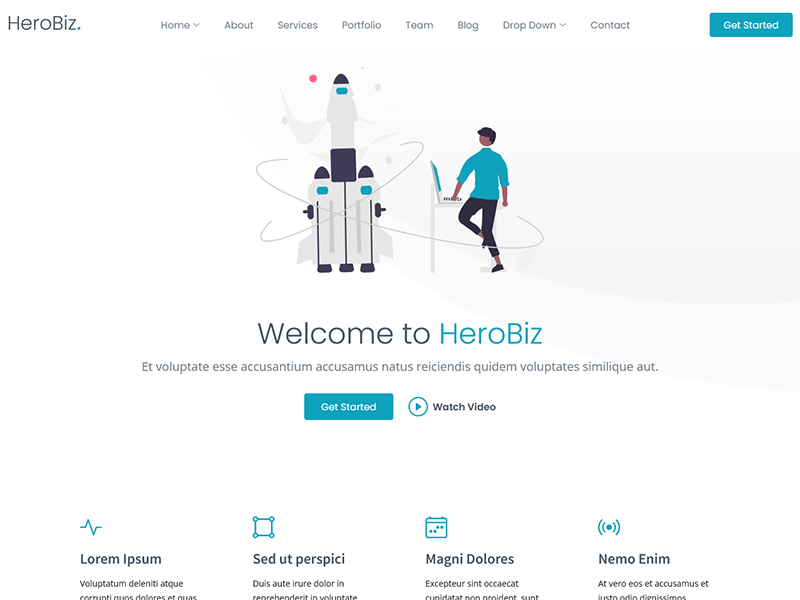 HeroBiz.
Home About Services Portfolio Team Blog Drop Down Contact
Get Started
Welcome to HeroBiz
Et voluptate esse accusantium accusamus natus reiciendis quidem voluptates similique aut.
Get Started Watch Video
Lorem Ipsum
Voluptatum deleniti atque
corrupti quos dolores et quas
Sed ut perspici
Duis aute irure dolor in
reprehenderit in voluptate
Magni Dolores
Excepteur sint occaecat
cupidatat non proident, sunt
Nemo Enim
At vero eos et accusamus et
iusto odio dignissimos